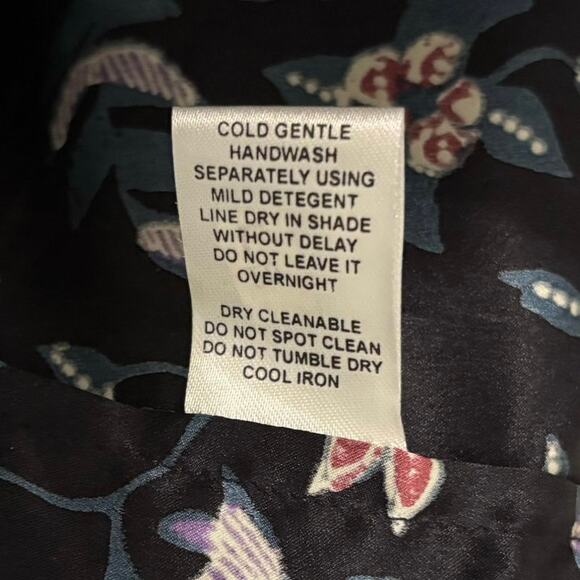 COLD GENTLE
HANDWASH
SEPARATELY USING
MILD DETEGENT
LINE DRY IN SHADE
WITHOUT DELAY
DO NOT LEAVE IT
OVERNIGHT
DRY CLEANABLE
DO NOT SPOT CLEAN
DO NOT TUMBLE DRY
COOL IRON